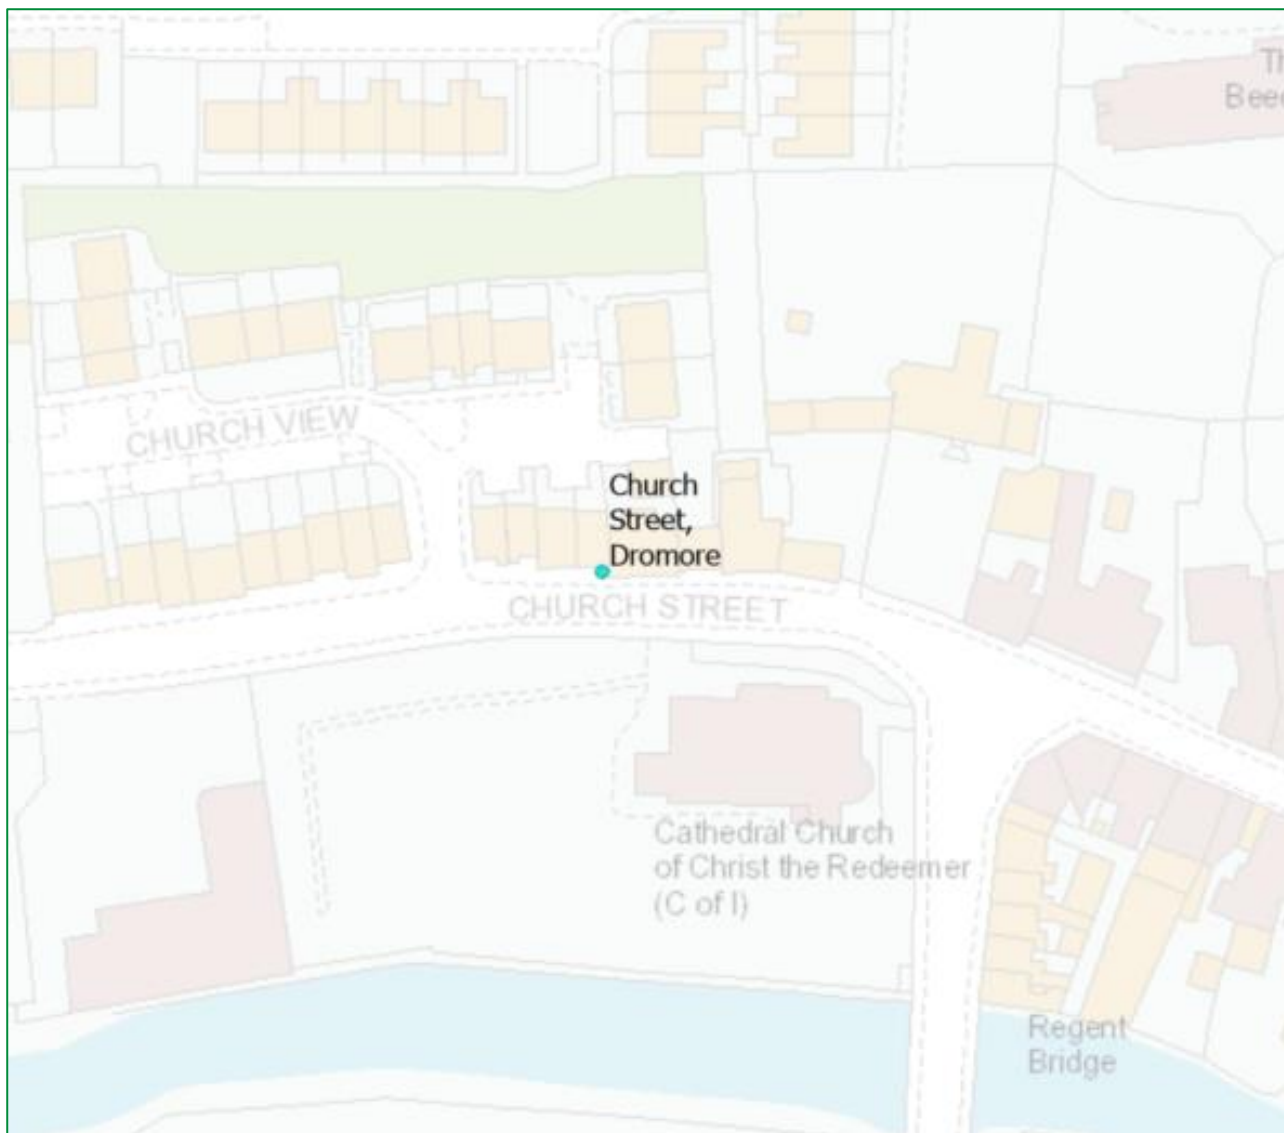 CHURCH VIEW
Church
Street,
Dromore
CHURCH STREET
Cathedral Church
of Christ the Redeemer
(C of I)
Regent
Bridge